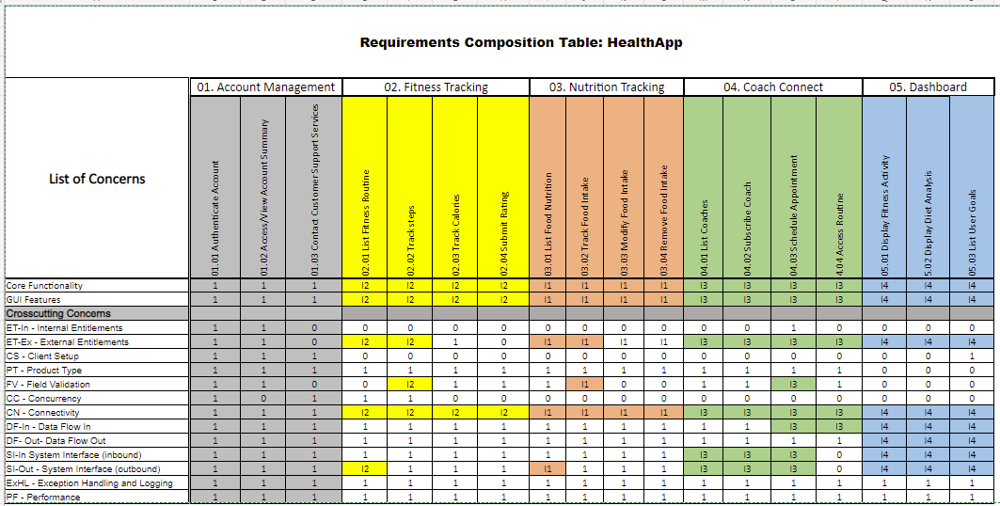 Requirements Composition Table: HealthApp
01. Account Management 02. Fitness Tracking 03. Nutrition Tracking 04. Coach Connect 05. Dashboard
List of Concerns
01.01 Authenticate Account
01.02 Access/View Account Summary
01.03 Contact Customer Support Services
02.01 List Fitness Routine
02.02 Track steps
02.03 Track Calories
02.04 Submit Rating
03.01 List Food Nutrition
03.02 Track Food Intake
03.03 Modify Food Intake
03.04 Remove Food Intake
04.01 List Coaches
04.02 Subscribe Coach
04.03 Schedule Appointment
4.04 Access Routine
05.01 Display Fitness Activity
5.02 Display Diet Analysis
05.03 List User Goals
Core Functionality 1 1 1 I2 I2 I2 I2 I1 I1 I1 I1 I3 I3 I3 I3 I4 I4 I4
GUI Features 1 1 1 I2 I2 I2 I2 I1 I1 I1 I1 I3 I3 I3 I3 I4 I4 I4
Crosscutting Concerns
ET-In - Internal Entitlements 1 1 0 0 0 0 0 0 0 0 0 0 0 1 0 0 0 0
ET-Ex - External Entitlements 1 1 0 I2 I2 1 0 I1 I1 I1 I1 I3 I3 I3 I3 I4 I4 I4
CS - Client Setup 1 1 1 0 0 0 0 0 0 0 0 0 0 0 0 0 0 1
PT - Product Type 1 1 1 1 1 1 1 1 1 1 1 1 1 1 1 0 0 0
FV - Field Validation 1 1 0 0 I2 1 1 1 I1 0 0 1 1 I3 1 0 0 0
CC - Concurrency 1 0 1 1 1 0 0 0 0 0 0 0 0 0 0 0 0 0
CN - Connectivity 1 1 1 I2 I2 I2 I2 I1 I1 I1 I1 I3 I3 I3 I3 I4 I4 I4
DF-In - Data Flow In 1 1 1 1 1 1 1 1 1 1 1 1 1 I3 I3 I4 I4 I4
DF- Out- Data Flow Out 1 1 1 1 1 1 1 1 1 1 1 1 1 1 1 I4 I4 I4
SI-In System Interface (inbound) 1 1 1 1 1 1 1 1 1 1 1 I3 I3 I3 0 I4 I4 I4
SI-Out - System Interface (outbound) 1 1 1 I2 1 1 1 I1 1 1 1 I3 I3 I3 0 I4 I4 I4
ExHL - Exception Handling and Logging 1 1 1 1 1 1 1 1 1 1 1 1 1 1 1 1 1 1
PF - Performance 1 1 1 1 1 1 1 1 1 1 1 1 1 1 1 1 1 1